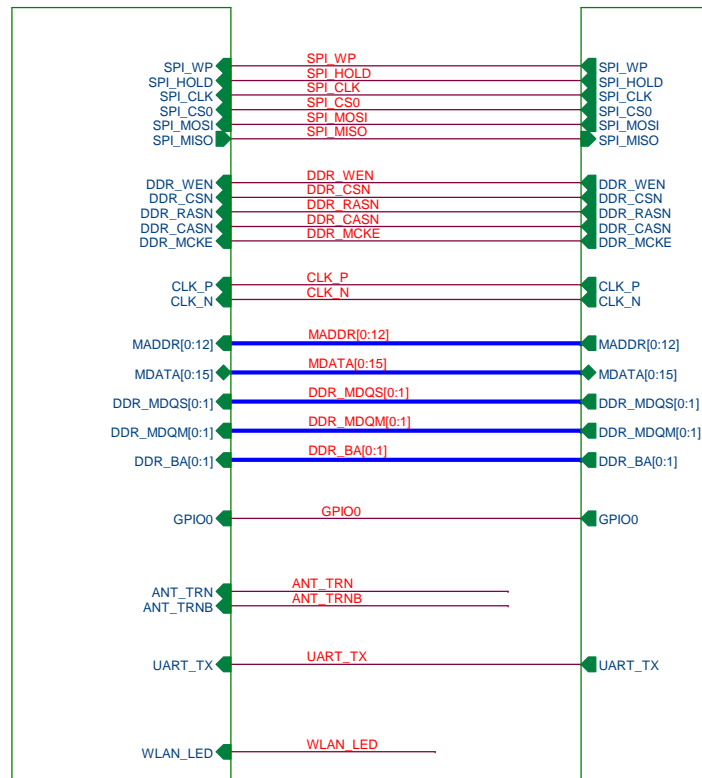 SPI_WP SPI_WP SPI_WP
SPI_HOLD SPI_HOLD SPI_HOLD
SPI_CLK SPI_CLK SPI_CLK
SPI_CS0 SPI_CS0 SPI_CS0
SPI_MOSI SPI_MOSI SPI_MOSI
SPI_MISO SPI_MISO SPI_MISO
DDR_WEN DDR_WEN DDR_WEN
DDR_CSN DDR_CSN DDR_CSN
DDR_RASN DDR_RASN DDR_RASN
DDR_CASN DDR_CASN DDR_CASN
DDR_MCKE DDR_MCKE DDR_MCKE
CLK_P CLK_P CLK_P
CLK_N CLK_N CLK_N
MADDR[0:12] MADDR[0:12] MADDR[0:12]
MDATA[0:15] MDATA[0:15] MDATA[0:15]
DDR_MDQS[0:1] DDR_MDQS[0:1] DDR_MDQS[0:1]
DDR_MDQM[0:1] DDR_MDQM[0:1] DDR_MDQM[0:1]
DDR_BA[0:1] DDR_BA[0:1] DDR_BA[0:1]
GPIO0 GPIO0 GPIO0
ANT_TRN ANT_TRN
ANT_TRNB ANT_TRNB
UART_TX UART_TX UART_TX
WLAN_LED WLAN_LED